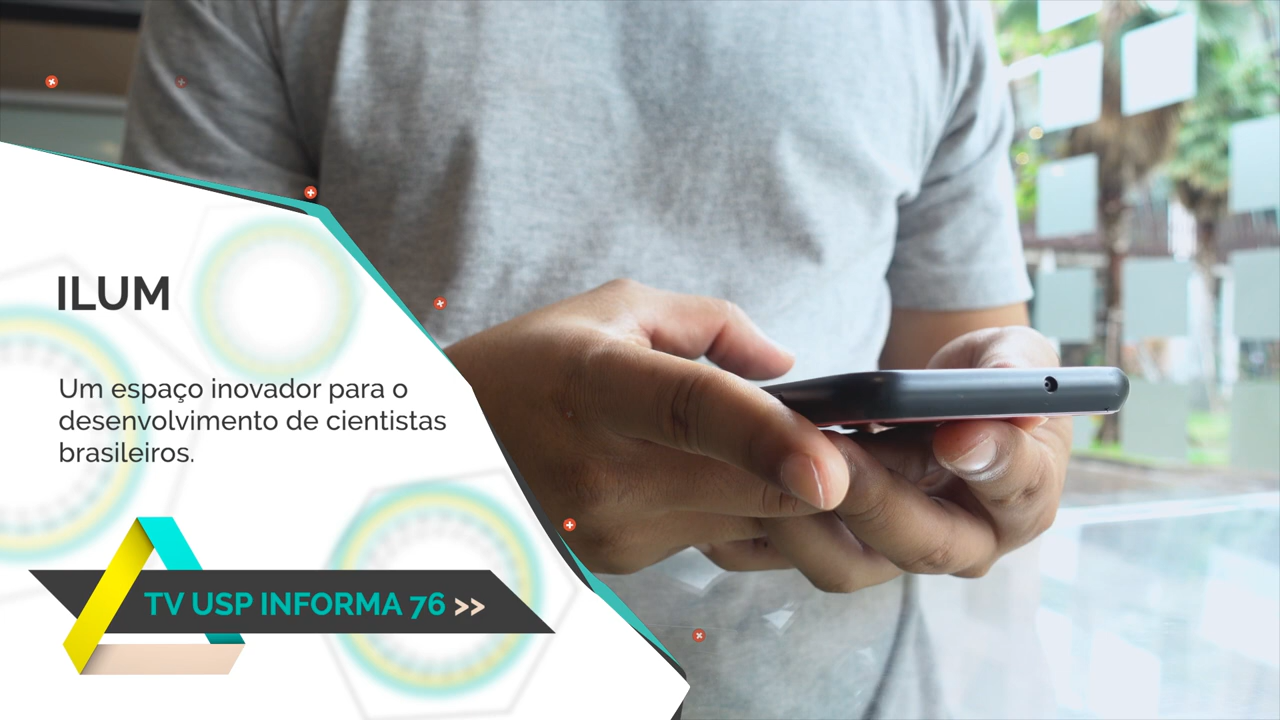 ILUM
Um espaço inovador para o
desenvolvimento de cientistas
brasileiros.
TV USP INFORMA 76 >>